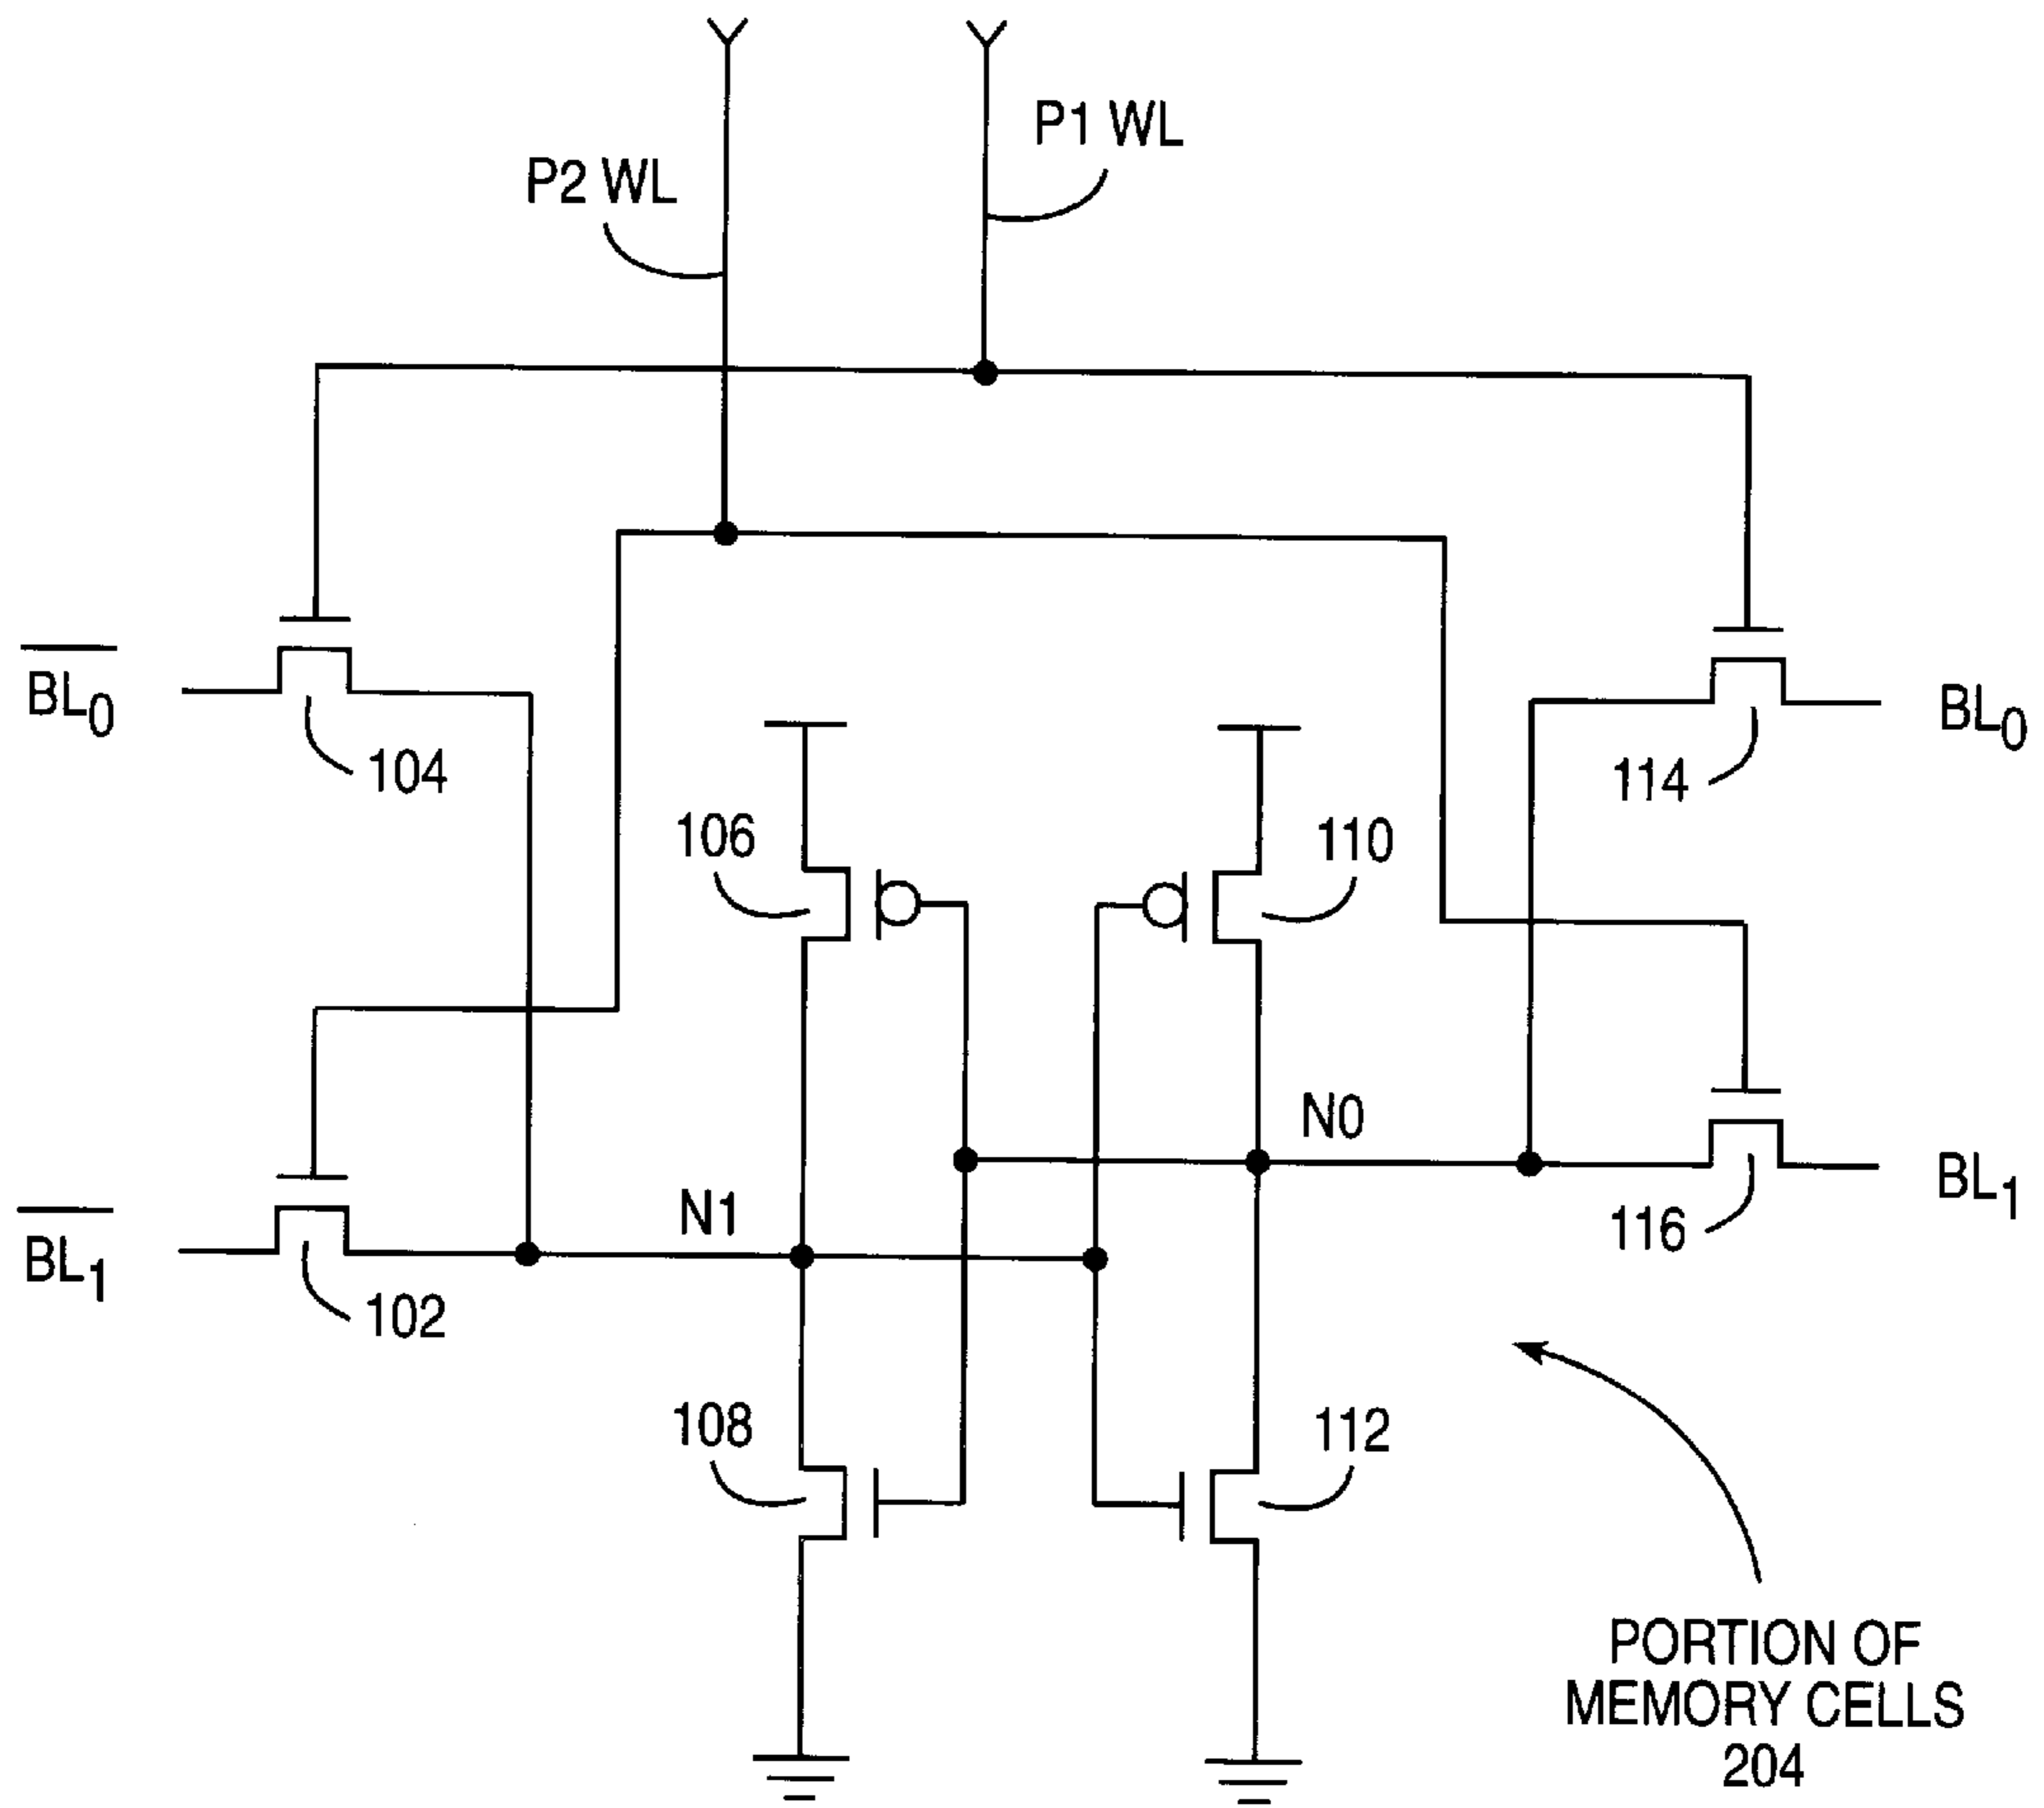 P1 WL
P2 WL
BL0
BL0
104
114
106
110
N0
N1
BL1
BL1
116
102
108
112
PORTION OF
MEMORY CELLS
204